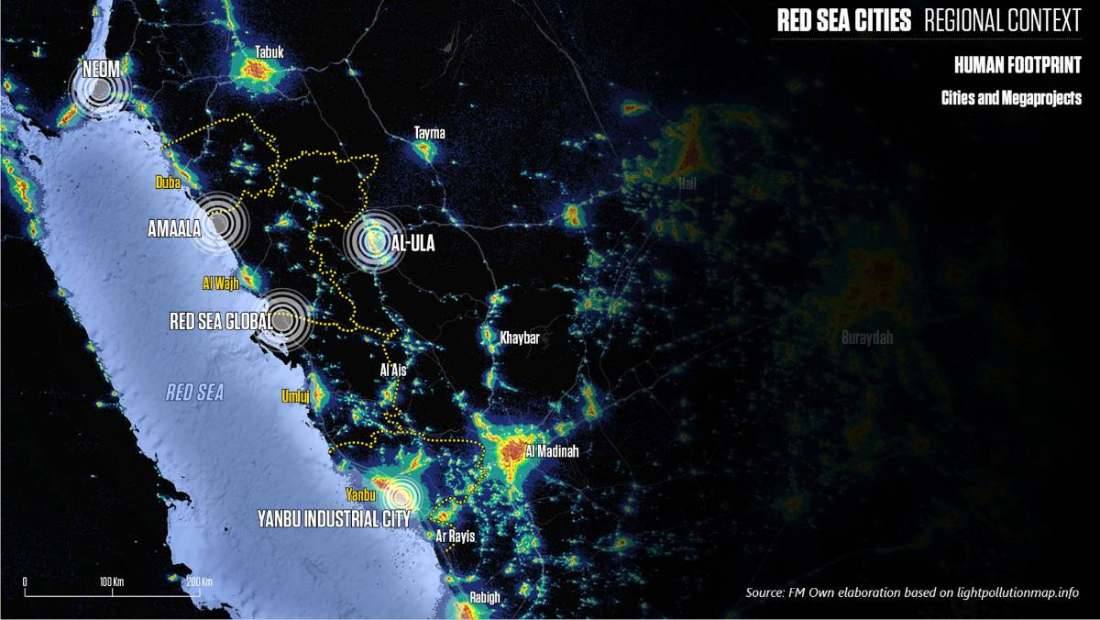 RED SEA CITIES REGIONAL CONTEXT
HUMAN FOOTPRINT
Cities and Megaprojects
NEOM
Tabuk
Tayma
Duba
Hail
AMAALA
AL-ULA
Al Wajh
RED SEA GLOBAL
Khaybar
Buraydah
Al Ais
RED SEA
Umluj
Al Madinah
Yanbu
YANBU INDUSTRIAL CITY
Ar Rayis
0 100 Km 200 Km
Rabigh
Source: FM Own elaboration based on lightpollutionmap.info